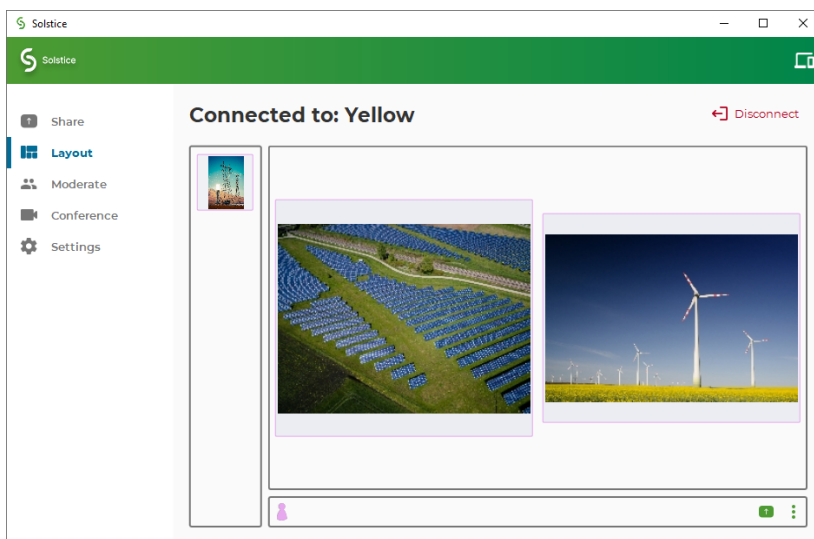 Solstice
Solstice
Connected to: Yellow
Disconnect
Share
Layout
Moderate
Conference
Settings